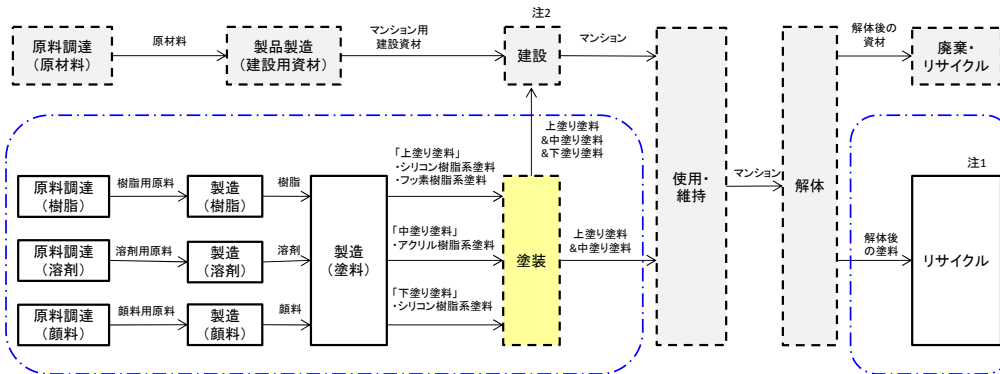 注2
原料調達
（原材料）
原材料
製品製造
（建設用資材）
マンション用
建設資材
建設
マンション
解体後の
資材
廃棄・
リサイクル
上塗り塗料
&中塗り塗料
&下塗り塗料
注1
原料調達
（樹脂）
樹脂用原料
製造
（樹脂）
樹脂
「上塗り塗料」
・シリコン樹脂系塗料
・フッ素樹脂系塗料
原料調達
（溶剤）
溶剤用原料
製造
（溶剤）
溶剤
製造
（塗料）
「中塗り塗料」
・アクリル樹脂系塗料
塗装
上塗り塗料
&中塗り塗料
使用・
維持
マンション
解体
解体後
の塗料
リサイクル
原料調達
（顔料）
顔料用原料
製造
（顔料）
顔料
「下塗り塗料」
・シリコン樹脂系塗料